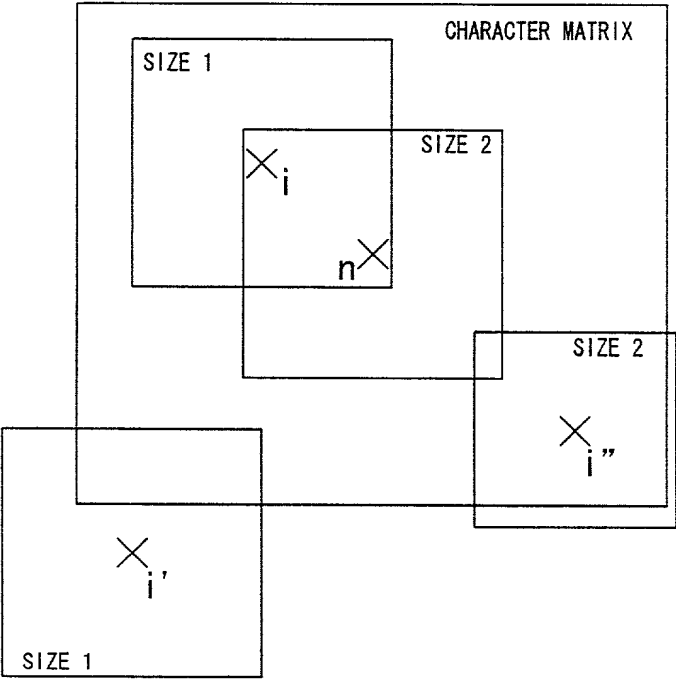 CHARACTER MATRIX
SIZE 1
SIZE 2
i
n
SIZE 2
i"
i'
SIZE 1